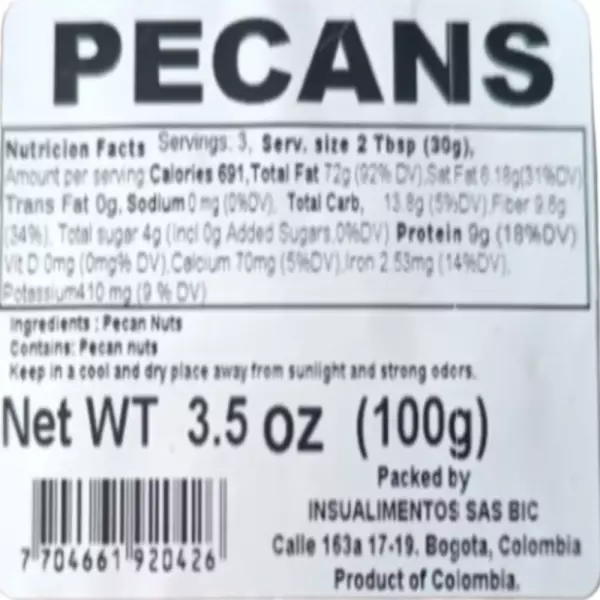 PECANS
Nutricion Facts Servings: 3, Serv. size 2 Tbsp (30g),
Amount per serving Calories 691, Total Fat 72g (92% DV), Sat Fat 6.18g(31%DV)
Trans Fat 0g, Sodium 0 mg (0%DV), Total Carb, 13.8g (5%DV), Fiber 9.6g
(34%), Total sugar 4g (Incl 0g Added Sugars, 0%DV) Protein 9g (18%DV)
Vit D 0mg (0mg% DV), Calcium 70mg (5%DV), Iron 2.53mg (14%DV),
Potassium410 mg (9 % DV)
Ingredients : Pecan Nuts
Contains: Pecan nuts
Keep in a cool and dry place away from sunlight and strong odors.
Net WT 3.5 oz (100g)
Packed by
INSUALIMENTOS SAS BIC
Calle 163a 17-19. Bogota, Colombia
Product of Colombia.
7 704661 920426